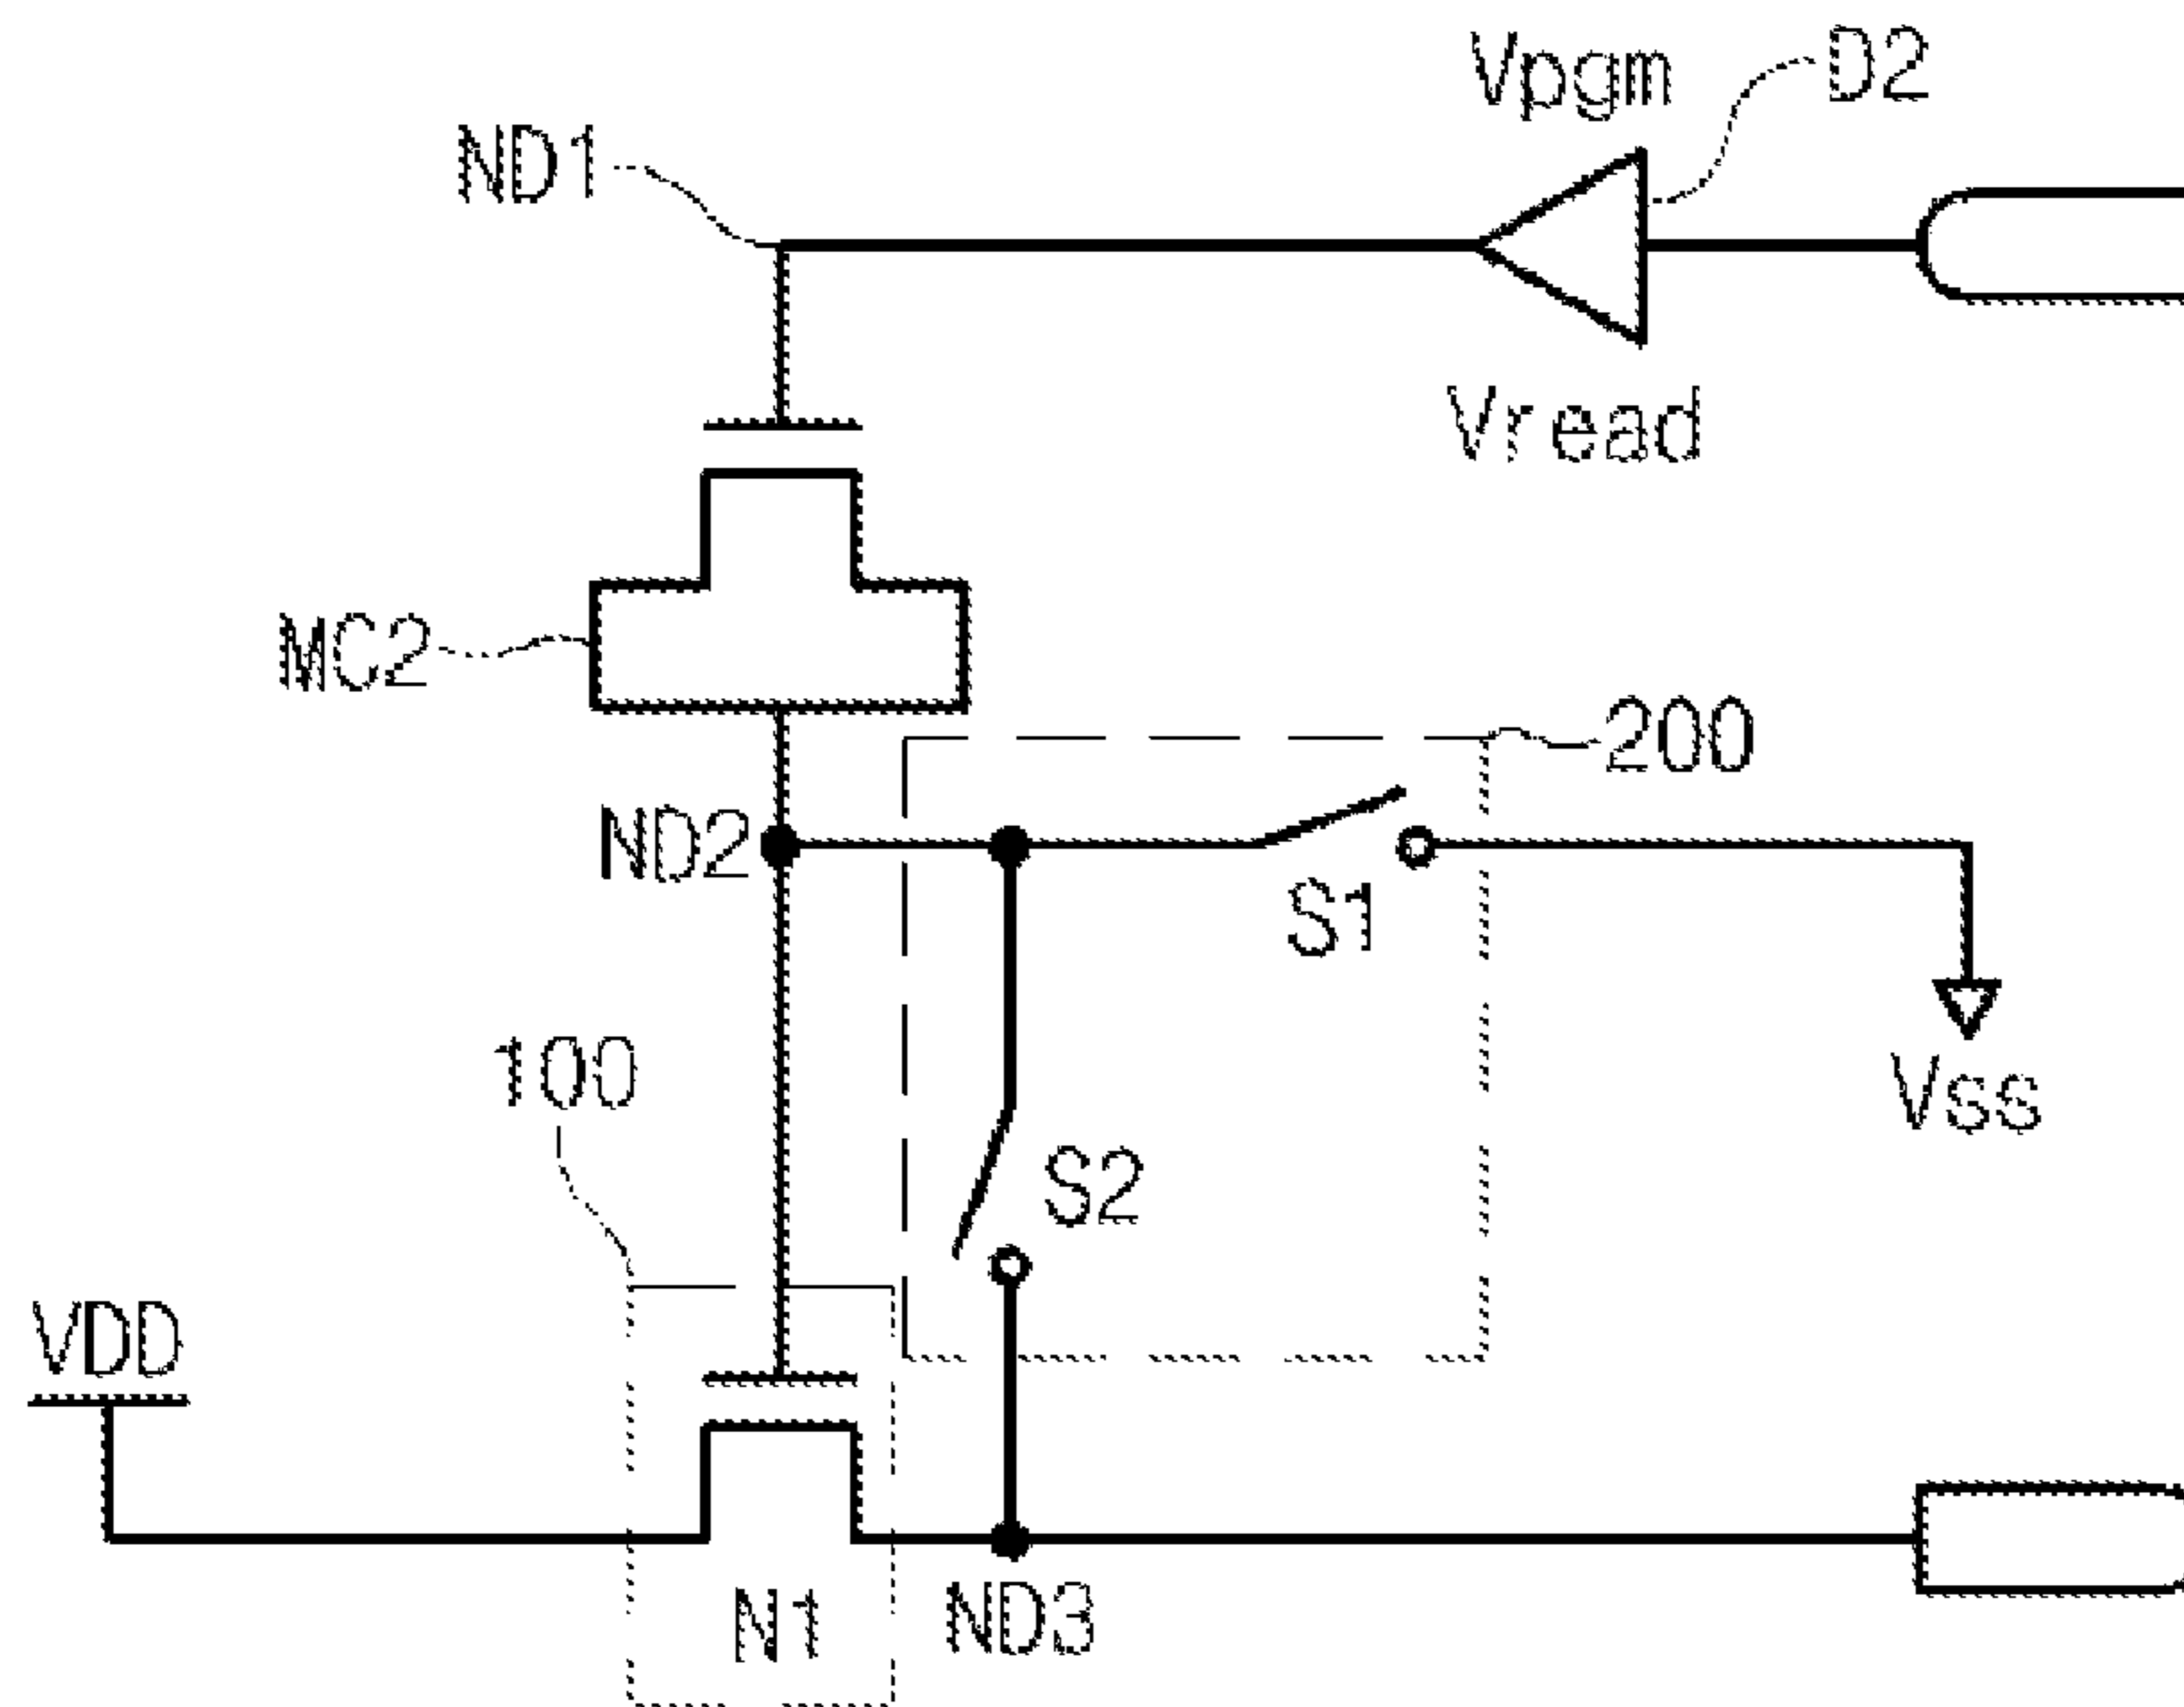 Vpgm
D2
ND1
Vread
MC2
200
ND2
S1
100
Vss
S2
VDD
N1
ND3